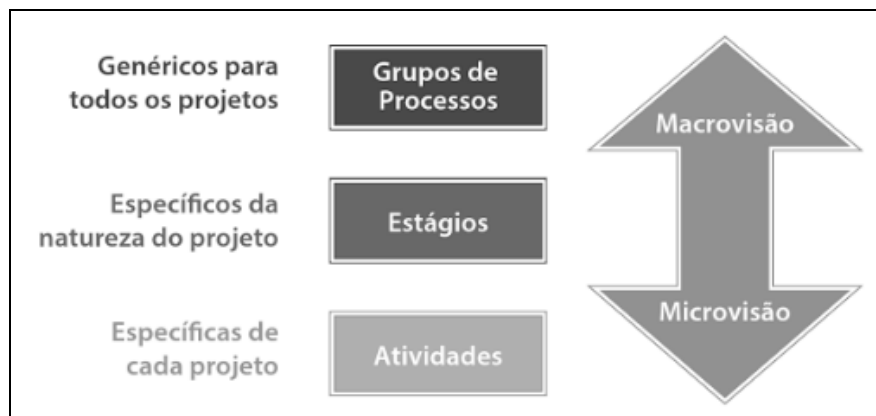 Genéricos para
todos os projetos
Grupos de
Processos
Macrovisão
Específicos da
natureza do projeto
Estágios
Microvisão
Específicas de
cada projeto
Atividades